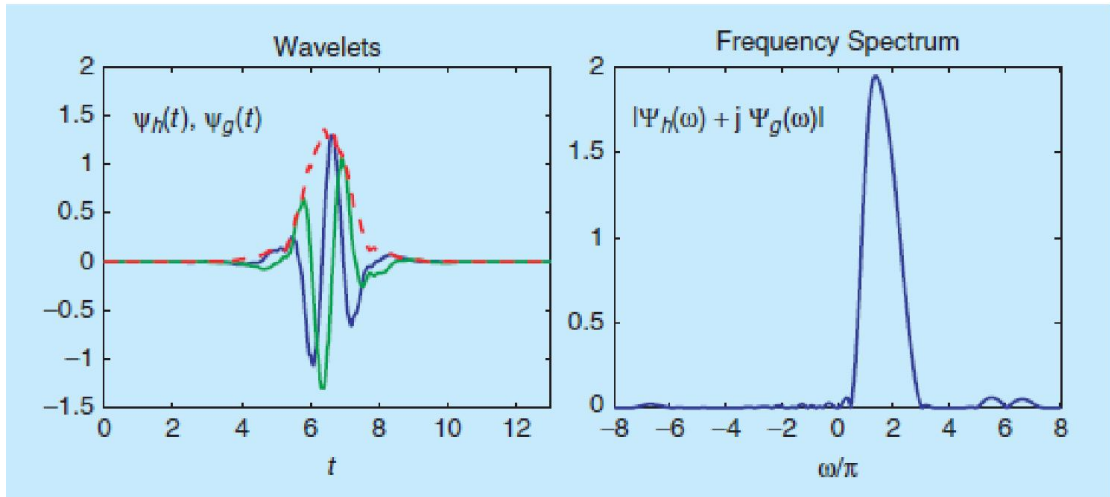 Wavelets
2
1.5
1
0.5
0
−0.5
−1
−1.5
ψh(t), ψg(t)
0 2 4 6 8 10 12
t
Frequency Spectrum
2
1.5
1
0.5
0
|Ψh(ω) + j Ψg(ω)|
−8 −6 −4 −2 0 2 4 6 8
ω/π